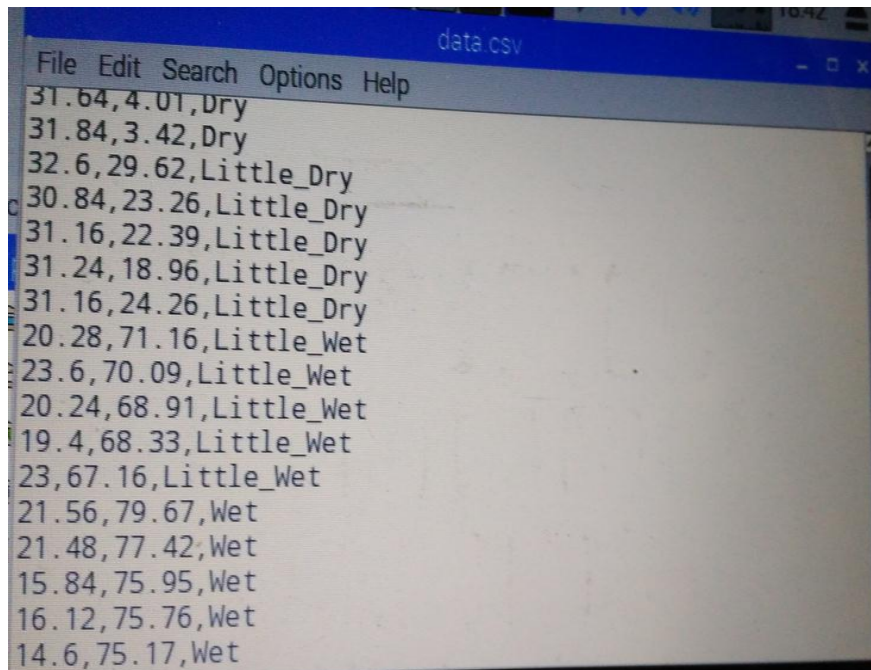 18:42
data.csv
File Edit Search Options Help
31.64,4.01,Dry
31.84,3.42,Dry
32.6,29.62,Little_Dry
30.84,23.26,Little_Dry
31.16,22.39,Little_Dry
31.24,18.96,Little_Dry
31.16,24.26,Little_Dry
20.28,71.16,Little_Wet
23.6,70.09,Little_Wet
20.24,68.91,Little_Wet
19.4,68.33,Little_Wet
23,67.16,Little_Wet
21.56,79.67,Wet
21.48,77.42,Wet
15.84,75.95,Wet
16.12,75.76,Wet
14.6,75.17,Wet